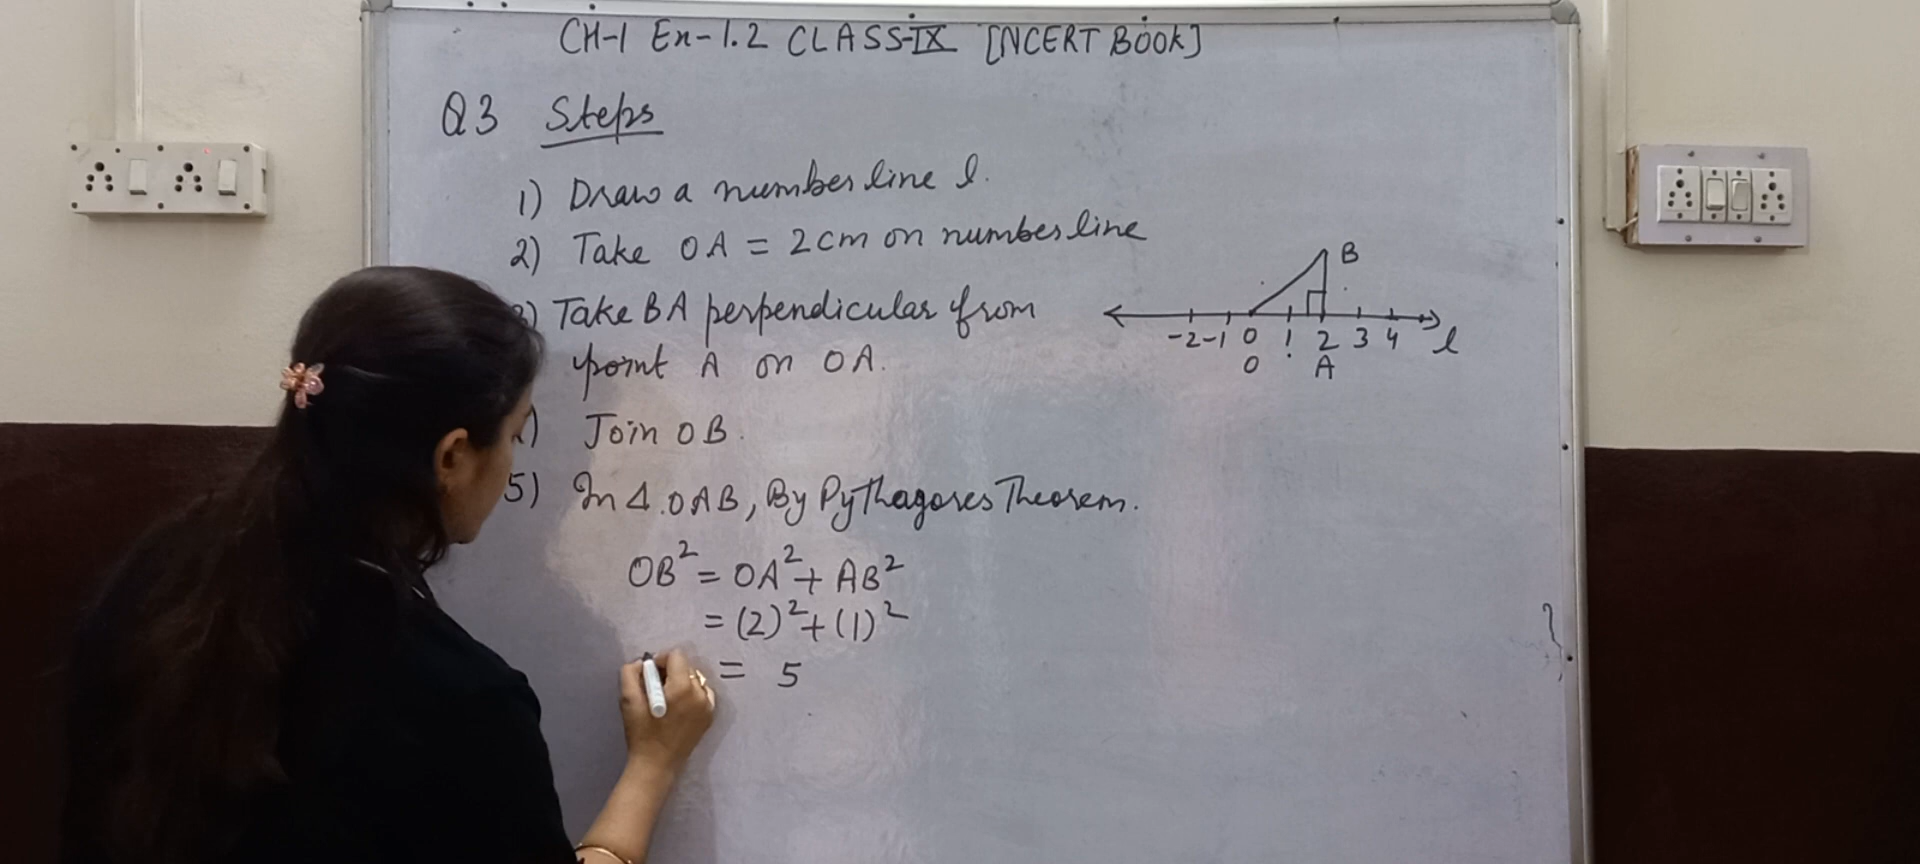 CH-1 Ex-1.2 CLASS-IX [NCERT BOOK]
Q3 Steps
1) Draw a number line l.
2) Take OA = 2cm on number line
3) Take BA perpendicular from
point A on OA.
) Join OB.
5) In Δ OAB, By Pythagores Theorem.
OB² = OA² + AB²
= (2)² + (1)²
= 5
B
-2 -1 0 1 2 3 4 l
O A